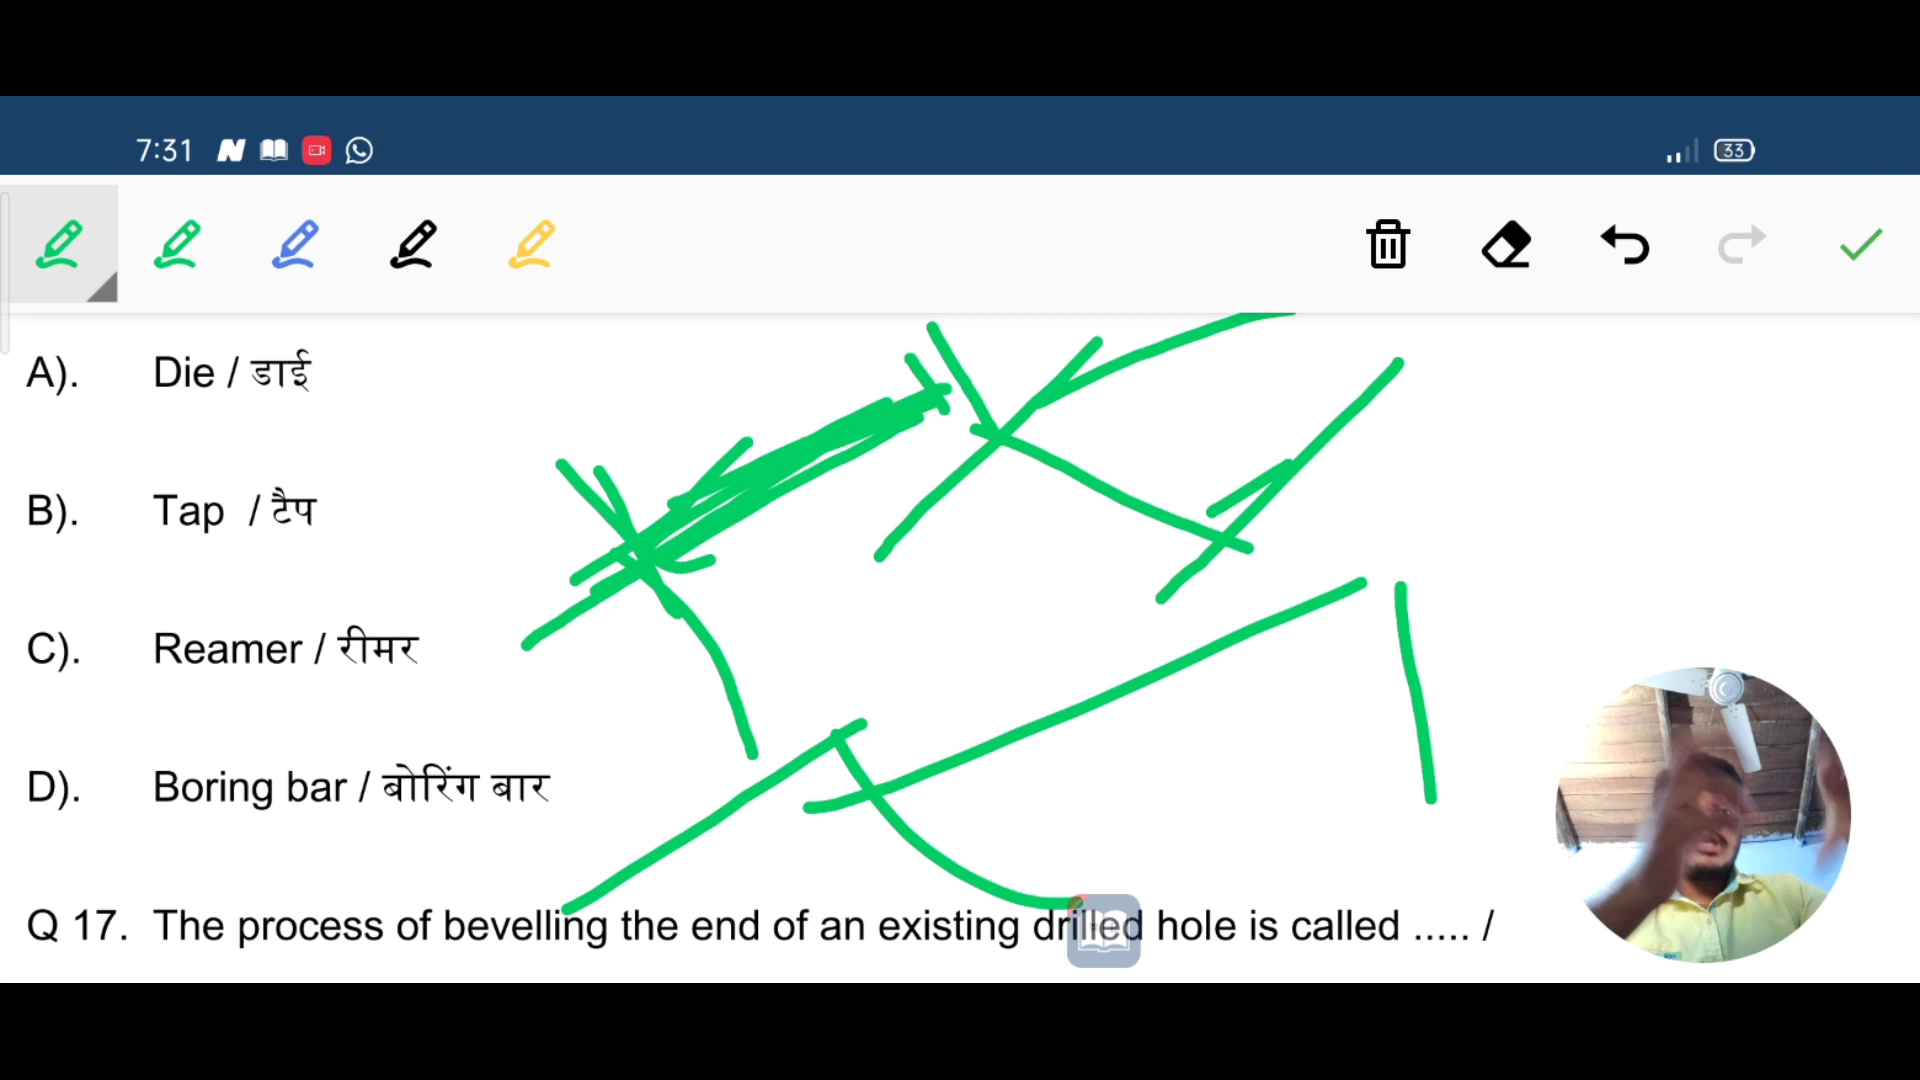 7:31
33
A). Die / डाई
B). Tap / टैप
C). Reamer / रीमर
D). Boring bar / बोरिंग बार
Q 17. The process of bevelling the end of an existing drilled hole is called ..... /